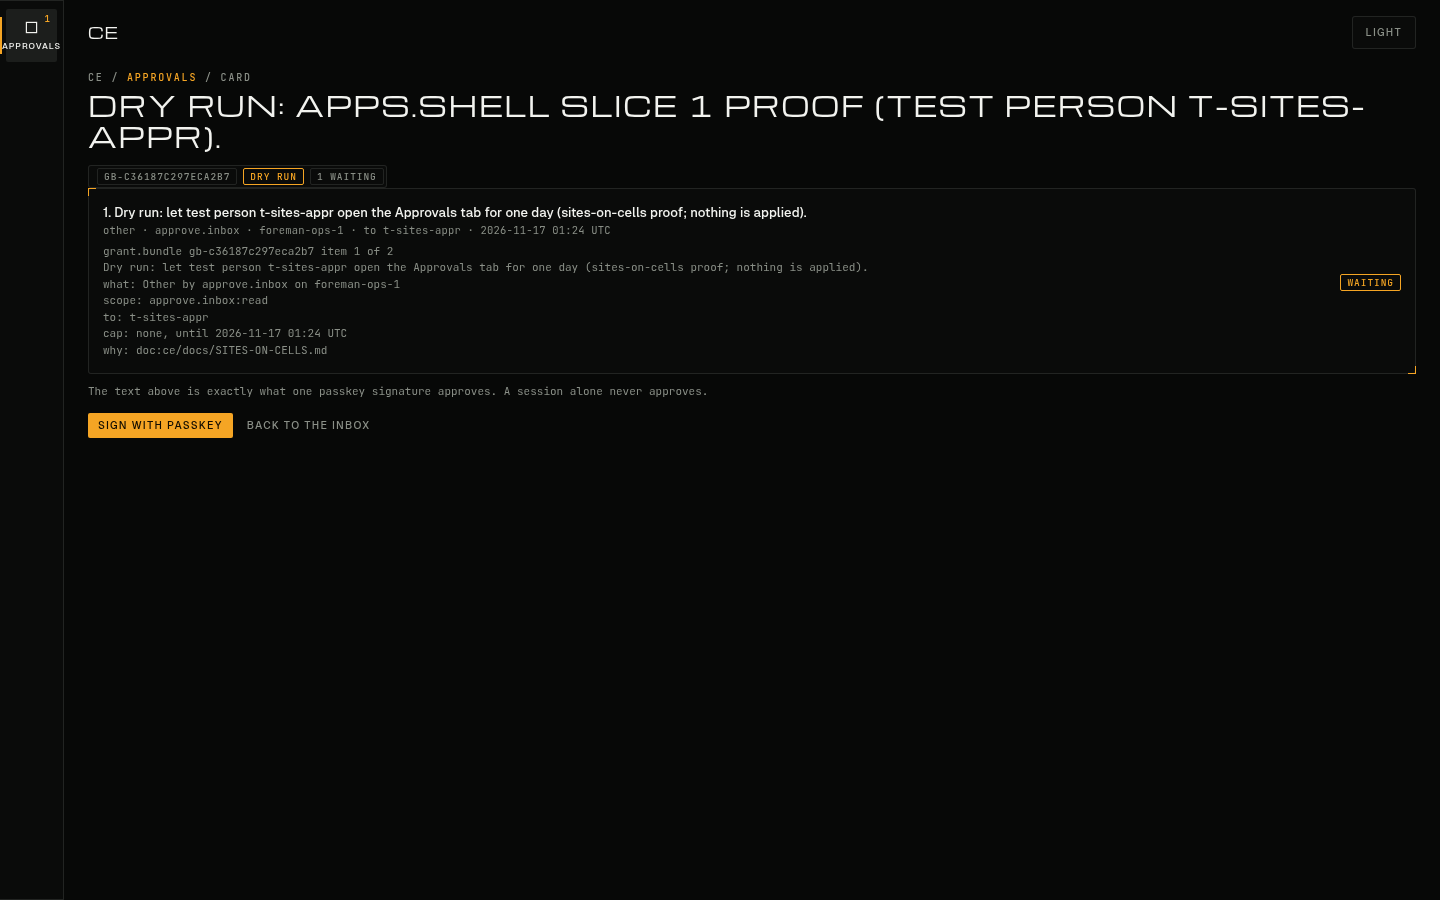 1
APPROVALS
CE
LIGHT
CE / APPROVALS / CARD
DRY RUN: APPS.SHELL SLICE 1 PROOF (TEST PERSON T-SITES-
APPR).
GB-C36187C297ECA2B7 DRY RUN 1 WAITING
1. Dry run: let test person t-sites-appr open the Approvals tab for one day (sites-on-cells proof; nothing is applied).
other · approve.inbox · foreman-ops-1 · to t-sites-appr · 2026-11-17 01:24 UTC
grant.bundle gb-c36187c297eca2b7 item 1 of 2
Dry run: let test person t-sites-appr open the Approvals tab for one day (sites-on-cells proof; nothing is applied).
what: Other by approve.inbox on foreman-ops-1
scope: approve.inbox:read
to: t-sites-appr
cap: none, until 2026-11-17 01:24 UTC
why: doc:ce/docs/SITES-ON-CELLS.md
WAITING
The text above is exactly what one passkey signature approves. A session alone never approves.
SIGN WITH PASSKEY BACK TO THE INBOX